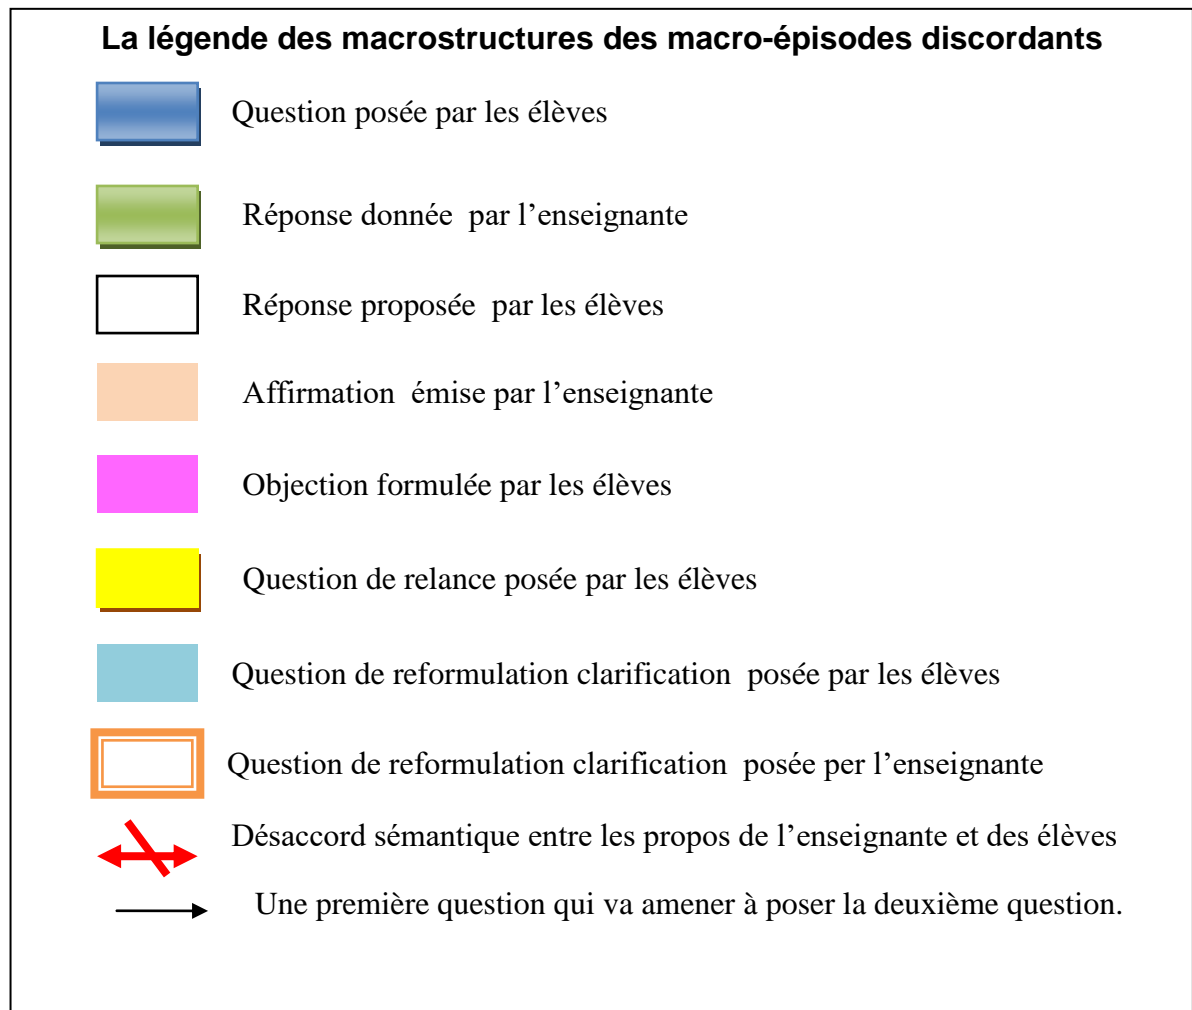 La légende des macrostructures des macro-épisodes discordants
Question posée par les élèves
Réponse donnée par l’enseignante
Réponse proposée par les élèves
Affirmation émise par l’enseignante
Objection formulée par les élèves
Question de relance posée par les élèves
Question de reformulation clarification posée par les élèves
Question de reformulation clarification posée per l’enseignante
Désaccord sémantique entre les propos de l’enseignante et des élèves
Une première question qui va amener à poser la deuxième question.